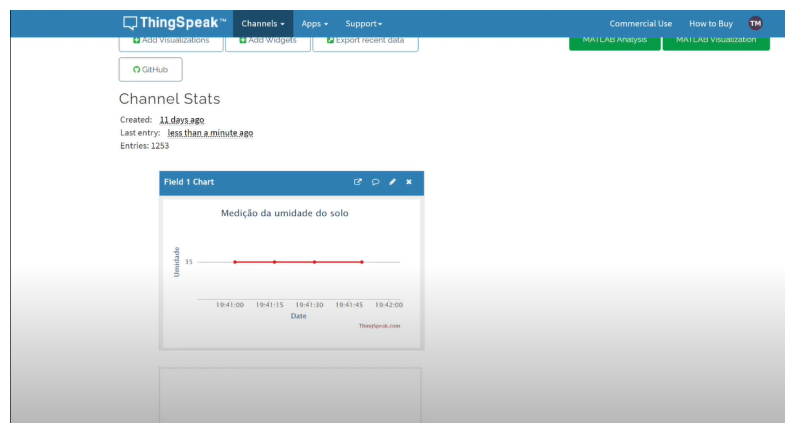 ThingSpeak™ Channels Apps Support Commercial Use How to Buy TM
Add Visualizations Add Widgets Export recent data MATLAB Analysis MATLAB Visualization
GitHub
Channel Stats
Created: 11 days ago
Last entry: less than a minute ago
Entries: 1253
Field 1 Chart
Medição da umidade do solo
Umidade
35
19:41:00 19:41:15 19:41:30 19:41:45 19:42:00
Date
ThingSpeak.com